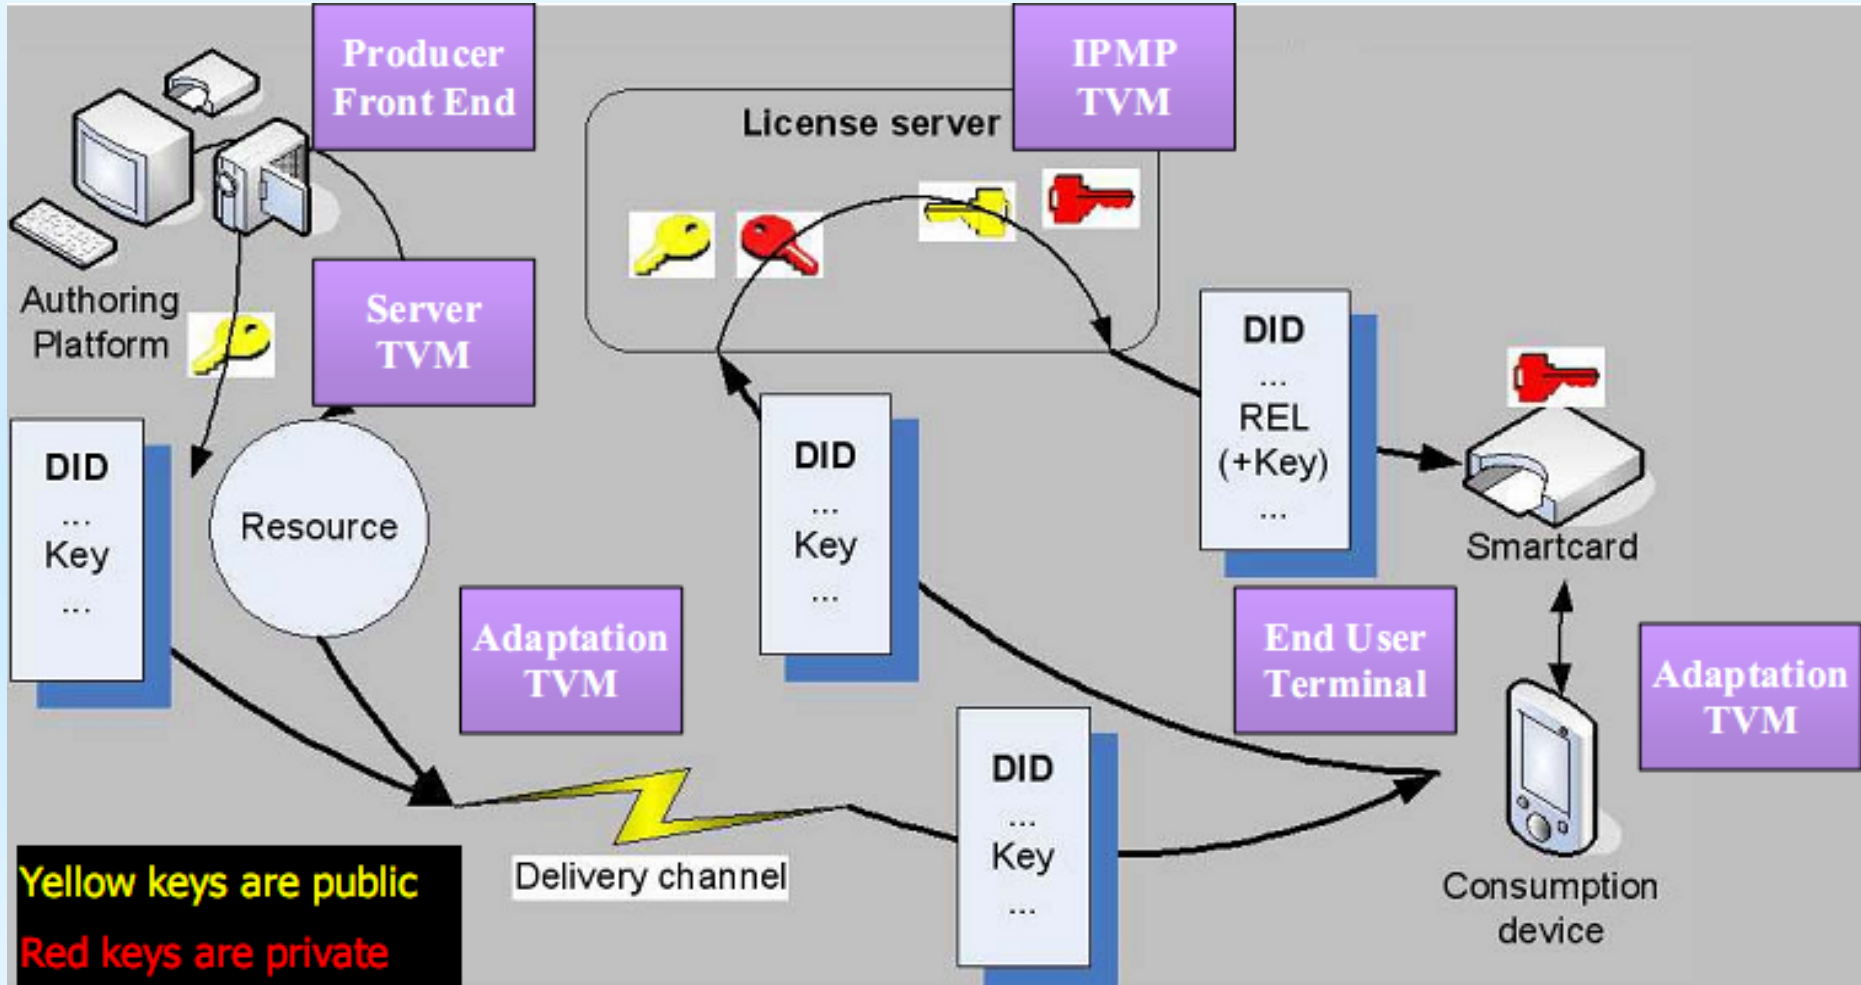 Producer
Front End
IPMP
TVM
License server
Authoring
Platform
Server
TVM
DID
...
REL
(+Key)
...
DID
...
Key
...
Resource
DID
...
Key
...
Smartcard
Adaptation
TVM
End User
Terminal
Adaptation
TVM
DID
...
Key
...
Delivery channel
Consumption
device
Yellow keys are public
Red keys are private